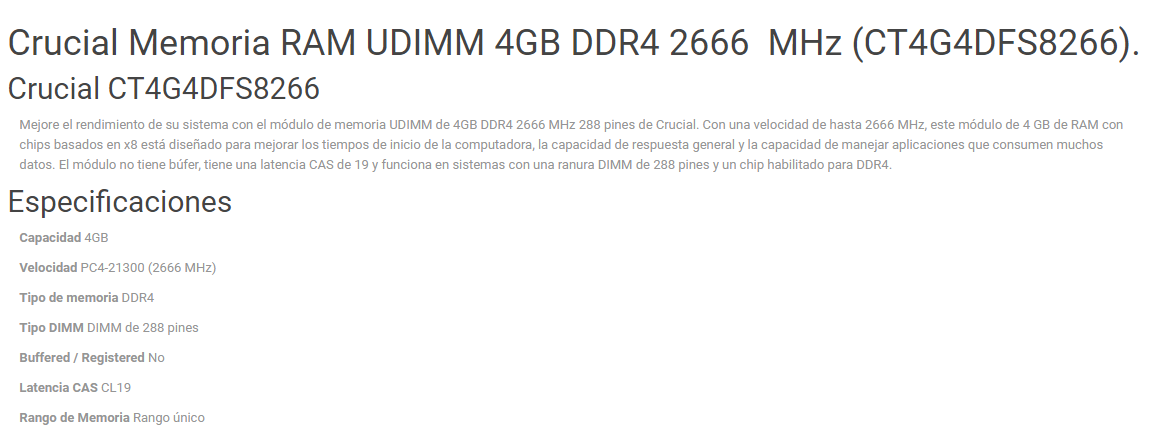 Crucial Memoria RAM UDIMM 4GB DDR4 2666  MHz (CT4G4DFS8266).
Crucial CT4G4DFS8266
Mejore el rendimiento de su sistema con el módulo de memoria UDIMM de 4GB DDR4 2666 MHz 288 pines de Crucial. Con una velocidad de hasta 2666 MHz, este módulo de 4 GB de RAM con
chips basados en x8 está diseñado para mejorar los tiempos de inicio de la computadora, la capacidad de respuesta general y la capacidad de manejar aplicaciones que consumen muchos
datos. El módulo no tiene búfer, tiene una latencia CAS de 19 y funciona en sistemas con una ranura DIMM de 288 pines y un chip habilitado para DDR4.
Especificaciones
Capacidad 4GB
Velocidad PC4-21300 (2666 MHz)
Tipo de memoria DDR4
Tipo DIMM DIMM de 288 pines
Buffered / Registered No
Latencia CAS CL19
Rango de Memoria Rango único